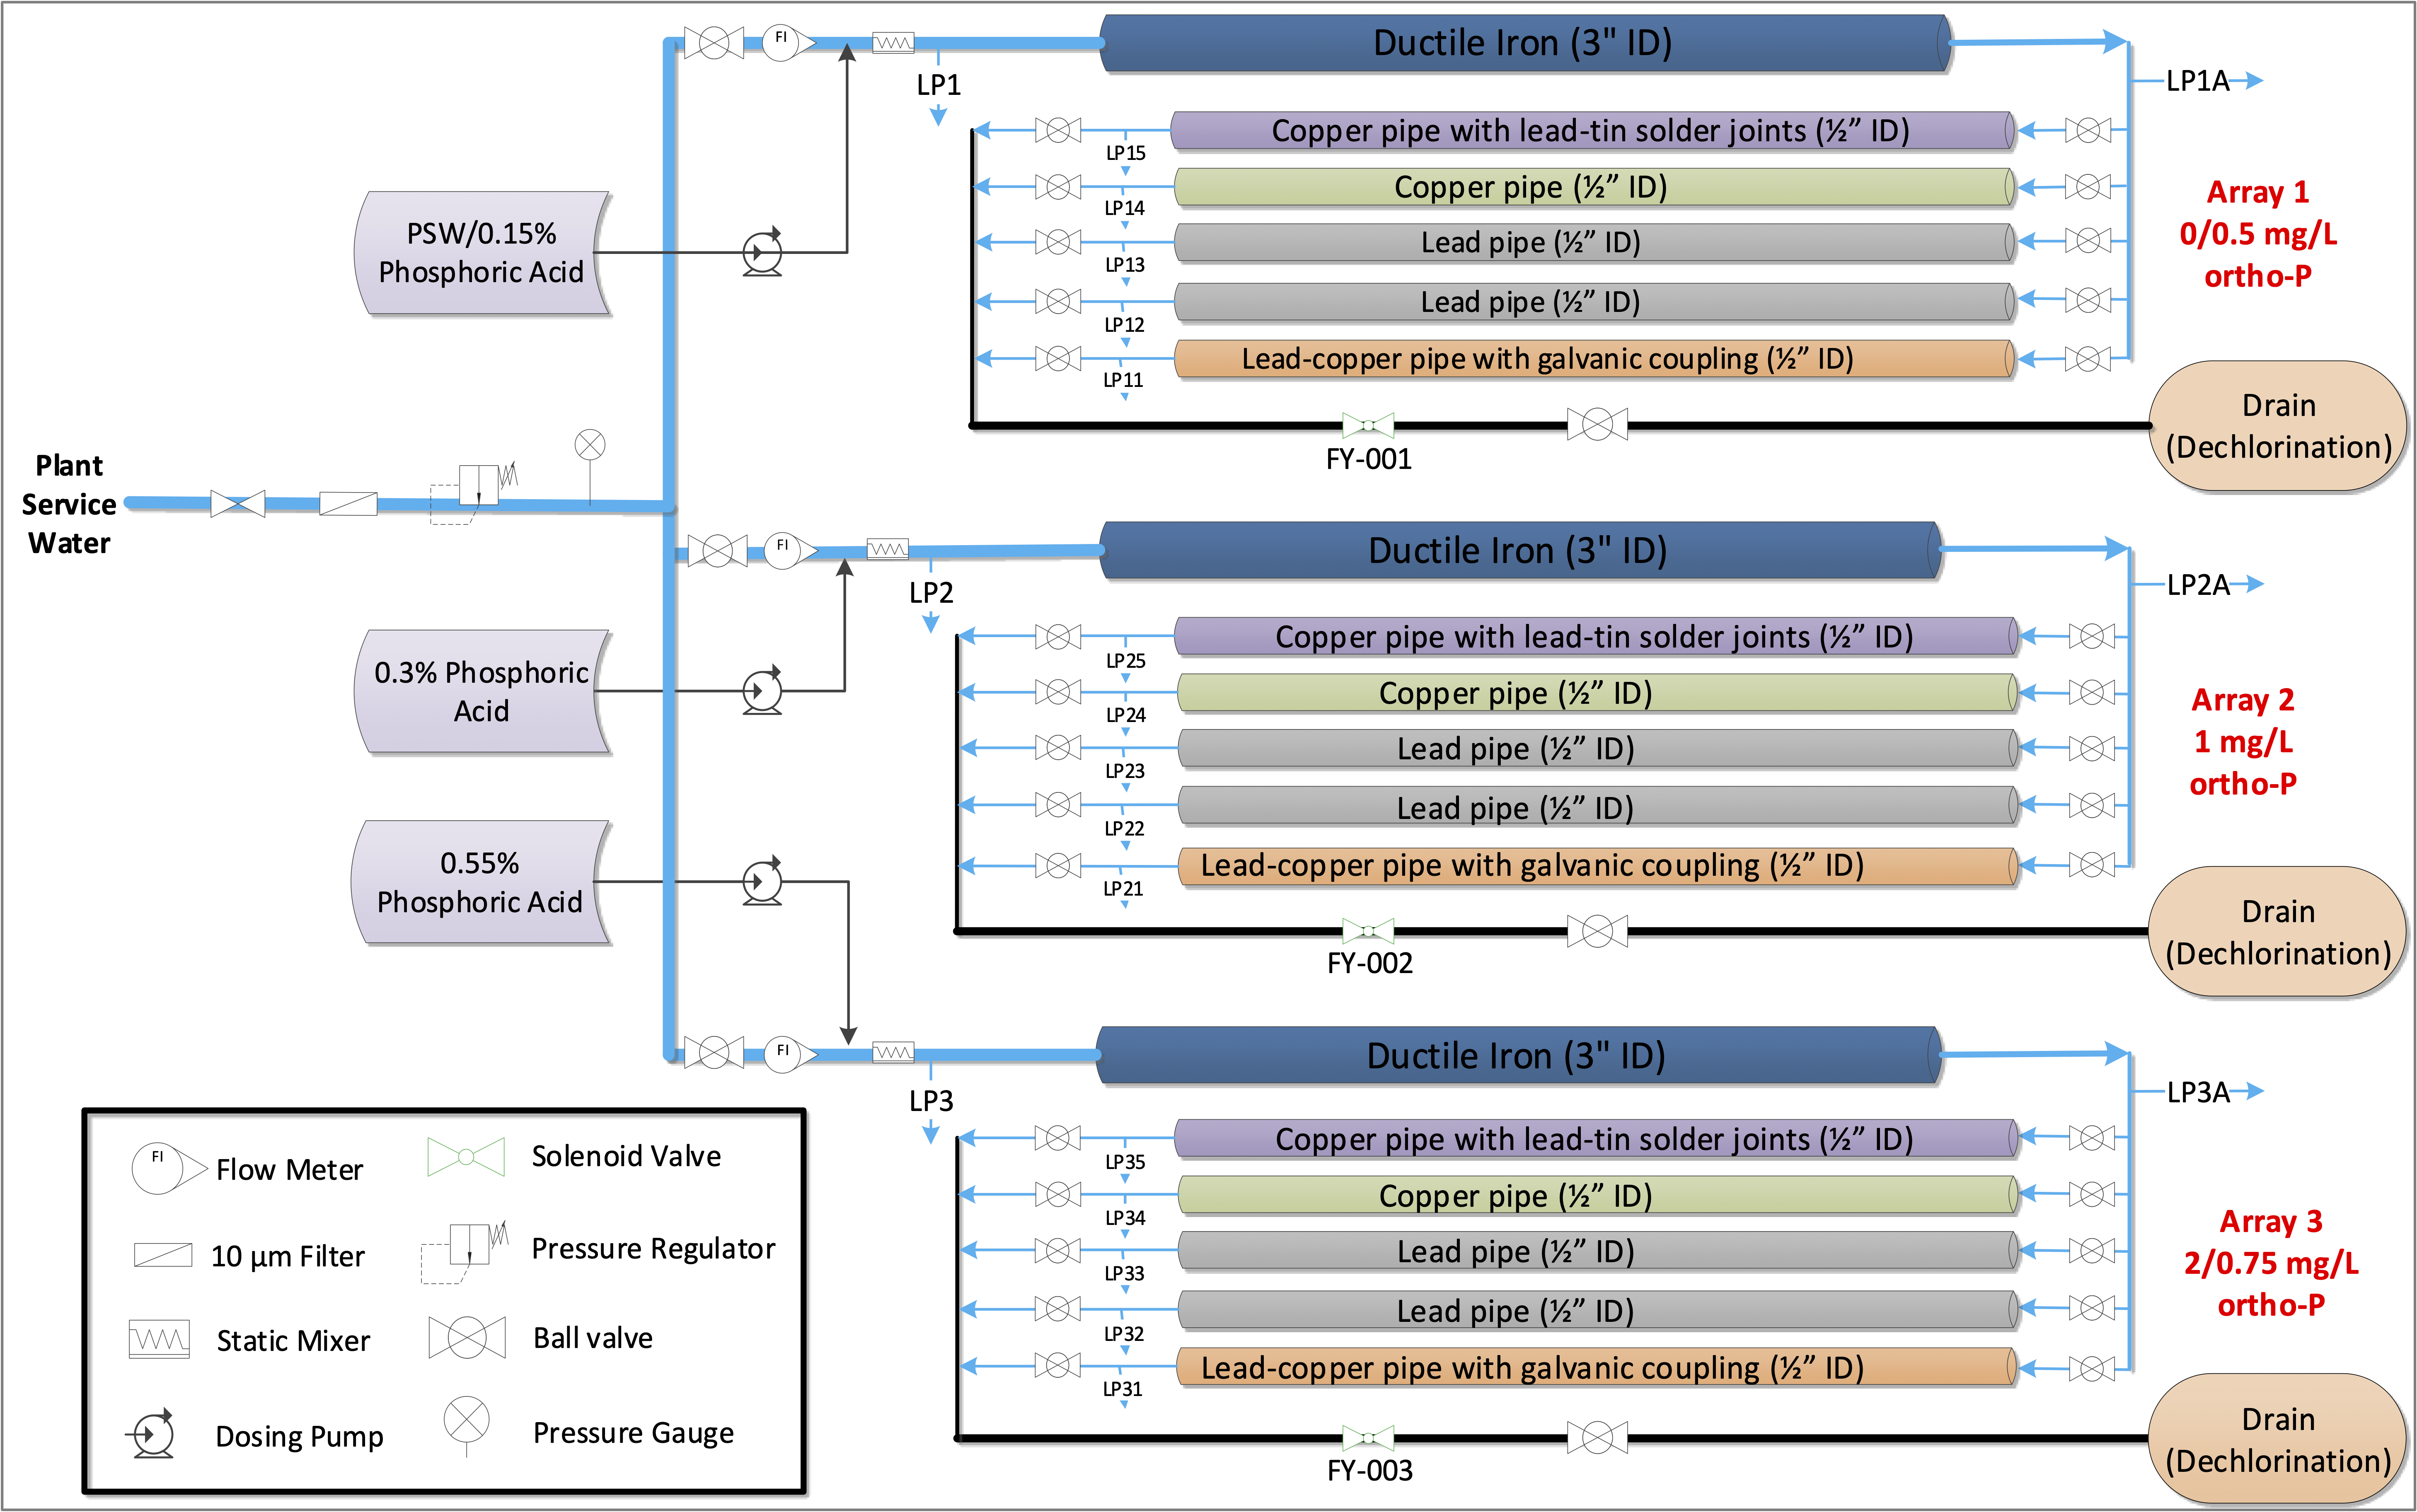 FI
Ductile Iron (3" ID)
LP1
LP1A
Copper pipe with lead-tin solder joints (½” ID)
LP15
Copper pipe (½” ID)
LP14
Lead pipe (½” ID)
LP13
Lead pipe (½” ID)
LP12
Lead-copper pipe with galvanic coupling (½” ID)
LP11
Array 1
0/0.5 mg/L
ortho-P
PSW/0.15%
Phosphoric Acid
FY-001
Drain
(Dechlorination)
Plant
Service
Water
FI
Ductile Iron (3" ID)
LP2
LP2A
Copper pipe with lead-tin solder joints (½” ID)
LP25
Copper pipe (½” ID)
LP24
Lead pipe (½” ID)
LP23
Lead pipe (½” ID)
LP22
Lead-copper pipe with galvanic coupling (½” ID)
LP21
Array 2
1 mg/L
ortho-P
0.3% Phosphoric
Acid
0.55%
Phosphoric Acid
FY-002
Drain
(Dechlorination)
FI
Ductile Iron (3" ID)
LP3
LP3A
Copper pipe with lead-tin solder joints (½” ID)
LP35
Copper pipe (½” ID)
LP34
Lead pipe (½” ID)
LP33
Lead pipe (½” ID)
LP32
Lead-copper pipe with galvanic coupling (½” ID)
LP31
Array 3
2/0.75 mg/L
ortho-P
FY-003
Drain
(Dechlorination)
FI
Flow Meter
Solenoid Valve
10 µm Filter
Pressure Regulator
Static Mixer
Ball valve
Dosing Pump
Pressure Gauge